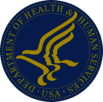 DEPARTMENT OF HEALTH & HUMAN SERVICES
· USA ·